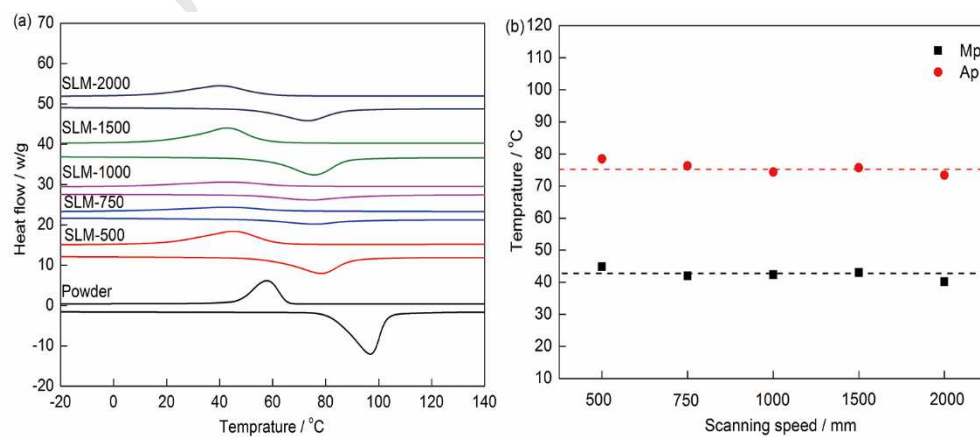 (a)
70
60
50
40
30
20
10
0
-10
-20
Heat flow / w/g
SLM-2000
SLM-1500
SLM-1000
SLM-750
SLM-500
Powder
-20 0 20 40 60 80 100 120 140
Temprature / °C
(b)
120
110
100
90
80
70
60
50
40
30
20
10
Temprature / °C
Mp
Ap
500 750 1000 1500 2000
Scanning speed / mm